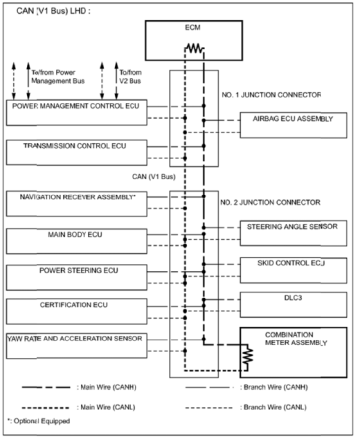 CAN (V1 Bus) LHD :
ECM
To/from Power
Management Bus
To/from
V2 Bus
NO. 1 JUNCTION CONNECTOR
POWER MANAGEMENT CONTROL ECU
AIRBAG ECU ASSEMBLY
TRANSMISSION CONTROL ECU
CAN (V1 Bus)
NAVIGATION RECEVER ASSEMBLY*
NO. 2 JUNCTION CONNECTOR
STEERING ANGLE SENSOR
MAIN BODY ECU
SKID CONTROL ECU
POWER STEERING ECU
DLC3
CERTIFICATION ECU
YAW RATE AND ACCELERATION SENSOR
COMBINATION
METER ASSEMBLY
: Main Wire (CANH)
: Branch Wire (CANH)
: Main Wire (CANL)
: Branch Wire (CANL)
*: Optional Equipped